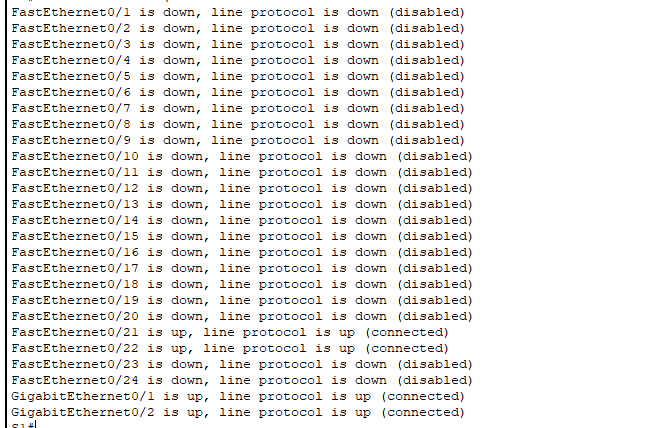 FastEthernet0/1 is down, line protocol is down (disabled)
FastEthernet0/2 is down, line protocol is down (disabled)
FastEthernet0/3 is down, line protocol is down (disabled)
FastEthernet0/4 is down, line protocol is down (disabled)
FastEthernet0/5 is down, line protocol is down (disabled)
FastEthernet0/6 is down, line protocol is down (disabled)
FastEthernet0/7 is down, line protocol is down (disabled)
FastEthernet0/8 is down, line protocol is down (disabled)
FastEthernet0/9 is down, line protocol is down (disabled)
FastEthernet0/10 is down, line protocol is down (disabled)
FastEthernet0/11 is down, line protocol is down (disabled)
FastEthernet0/12 is down, line protocol is down (disabled)
FastEthernet0/13 is down, line protocol is down (disabled)
FastEthernet0/14 is down, line protocol is down (disabled)
FastEthernet0/15 is down, line protocol is down (disabled)
FastEthernet0/16 is down, line protocol is down (disabled)
FastEthernet0/17 is down, line protocol is down (disabled)
FastEthernet0/18 is down, line protocol is down (disabled)
FastEthernet0/19 is down, line protocol is down (disabled)
FastEthernet0/20 is down, line protocol is down (disabled)
FastEthernet0/21 is up, line protocol is up (connected)
FastEthernet0/22 is up, line protocol is up (connected)
FastEthernet0/23 is down, line protocol is down (disabled)
FastEthernet0/24 is down, line protocol is down (disabled)
GigabitEthernet0/1 is up, line protocol is up (connected)
GigabitEthernet0/2 is up, line protocol is up (connected)
S1#